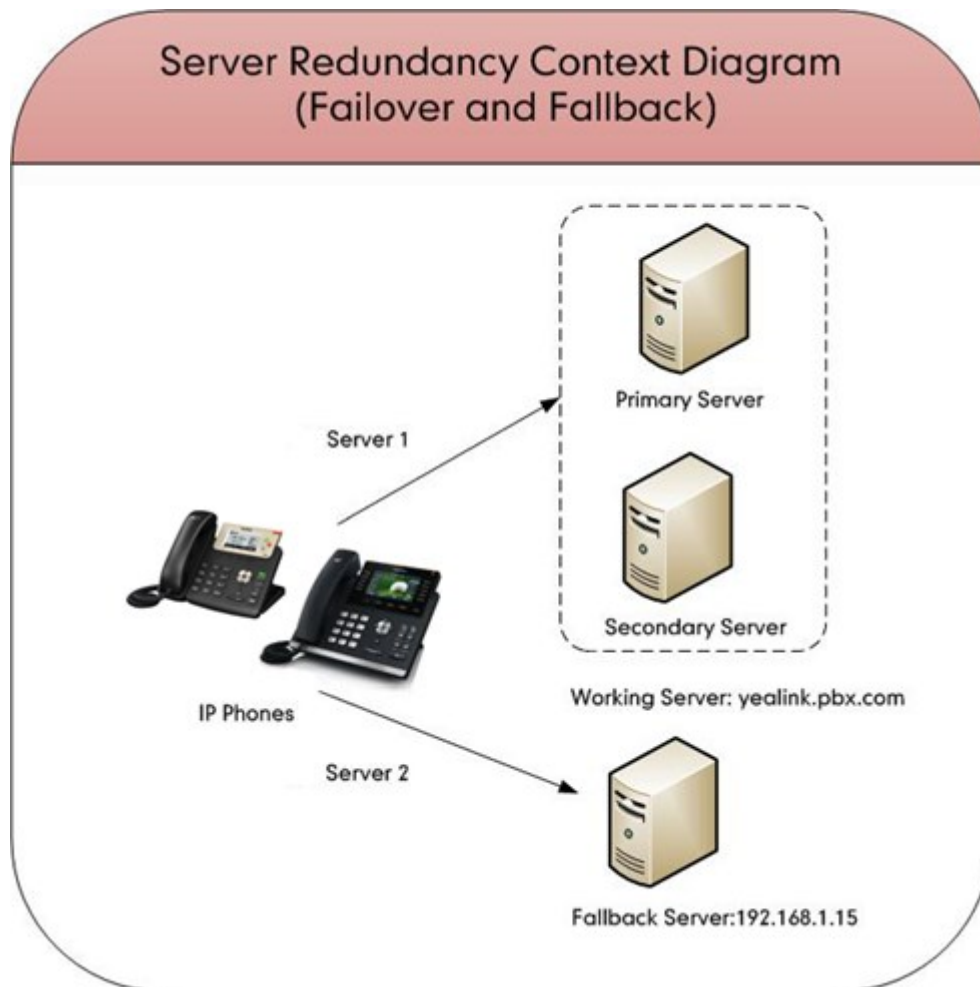 Server Redundancy Context Diagram
(Failover and Fallback)
Primary Server
Server 1
Secondary Server
Working Server: yealink.pbx.com
IP Phones
Server 2
Fallback Server:192.168.1.15